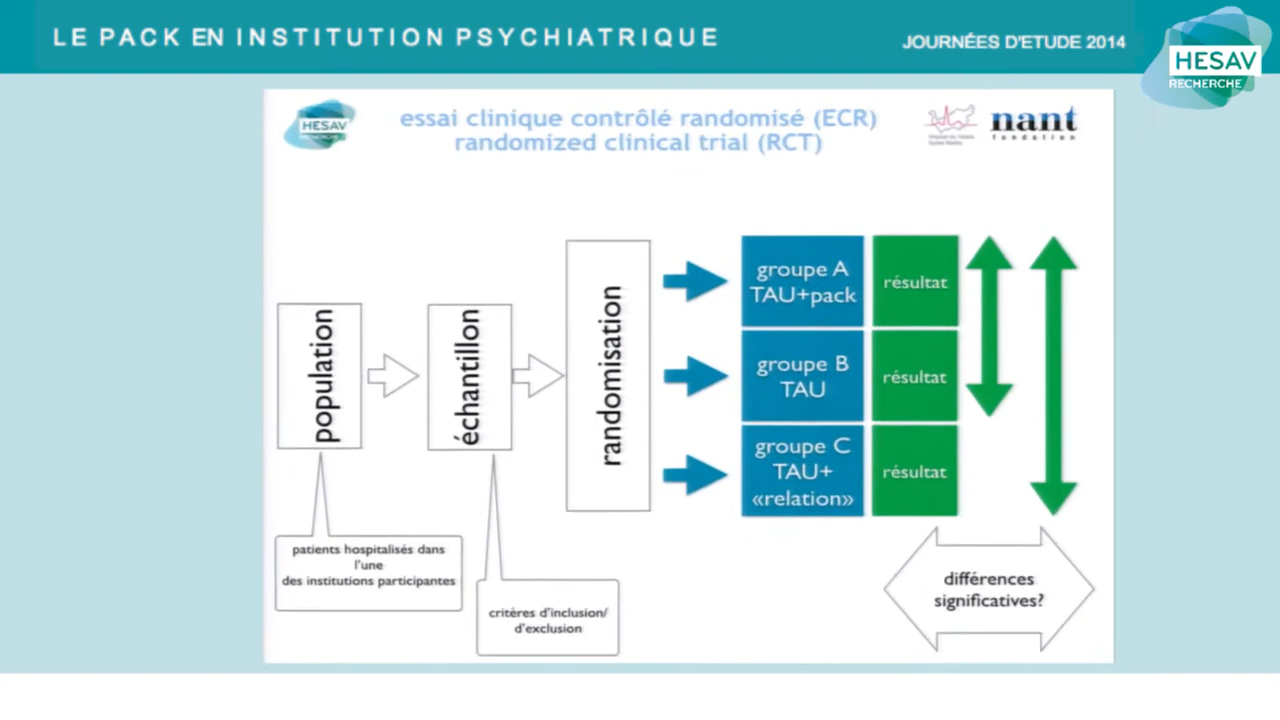 LE PACK EN INSTITUTION PSYCHIATRIQUE
JOURNÉES D'ETUDE 2014
HESAV
RECHERCHE
HESAV
RECHERCHE
essai clinique contrôlé randomisé (ECR)
randomized clinical trial (RCT)
nant
fondation
population
échantillon
randomisation
groupe A
TAU+pack
résultat
groupe B
TAU
résultat
groupe C
TAU+
«relation»
résultat
patients hospitalisés dans
l'une
des institutions participantes
critères d'inclusion/
d'exclusion
différences
significatives?